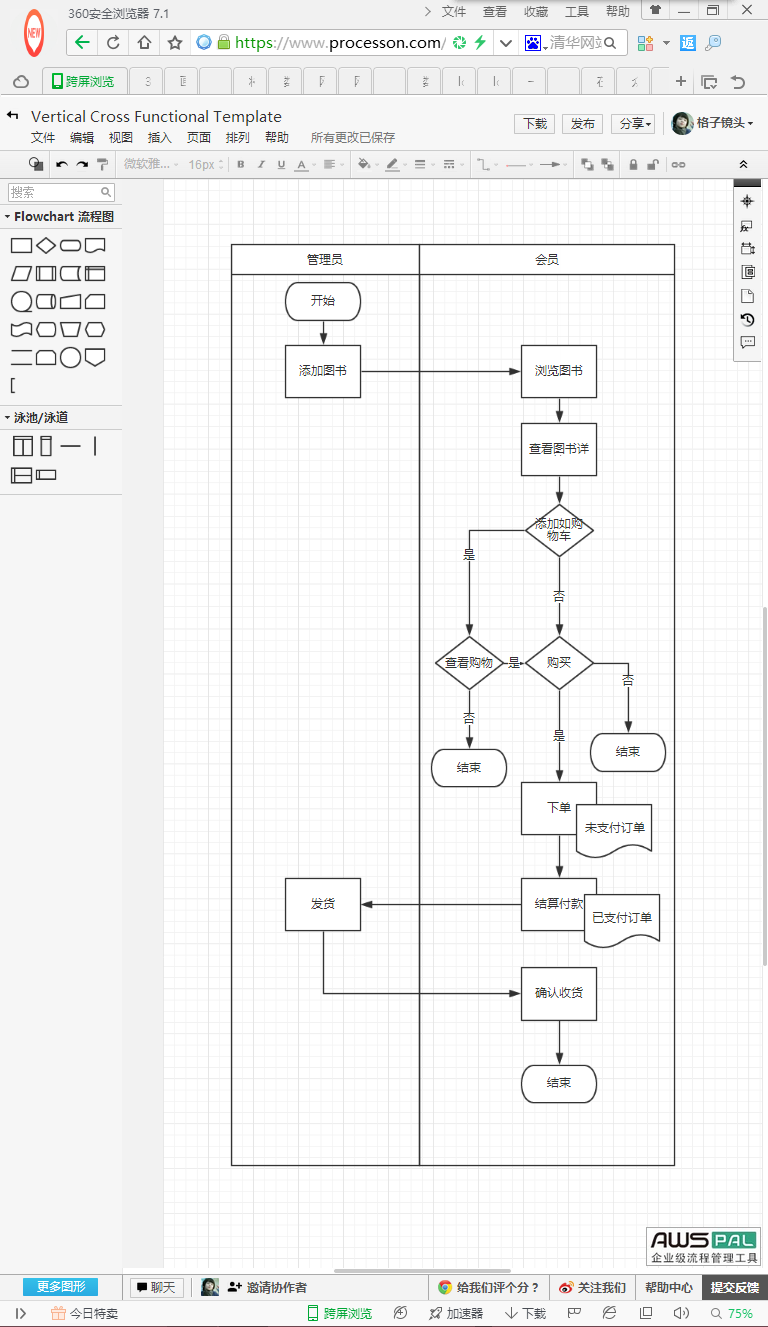 360安全浏览器 7.1
文件 查看 收藏 工具 帮助
NEW
https://www.processon.com/
清华网站
返
跨屏浏览
Vertical Cross Functional Template
下载 发布 分享
格子镜头
文件 编辑 视图 插入 页面 排列 帮助 所有更改已保存
微软雅... 16px B I U A
搜索
Flowchart 流程图
泳池/泳道
管理员 会员
开始
添加图书 浏览图书
查看图书详
添加如购
物车
是
否
查看购物 是 购买
否
否
是
结束
结束
下单
未支付订单
发货 结算付款
已支付订单
确认收货
结束
AWS PAL
企业级流程管理工具
更多图形 聊天 邀请协作者 给我们评个分？ 关注我们 帮助中心 提交反馈
今日特卖 跨屏浏览 加速器 下载 75%